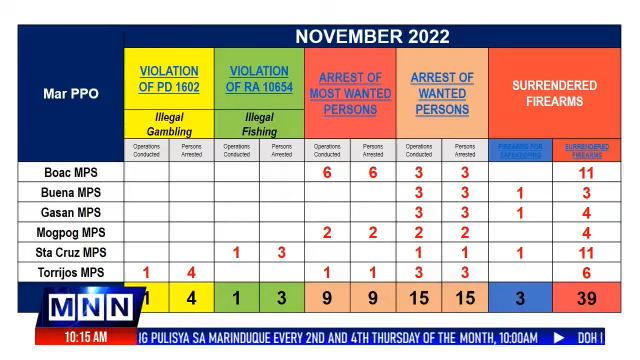 NOVEMBER 2022
Mar PPO
VIOLATION OF PD 1602
VIOLATION OF RA 10654
ARREST OF MOST WANTED PERSONS
ARREST OF WANTED PERSONS
SURRENDERED FIREARMS
Illegal Gambling
Illegal Fishing
Operations Conducted Persons Arrested Operations Conducted Persons Arrested Operations Conducted Persons Arrested Operations Conducted Persons Arrested FIREARMS FOR SAFEKEEPING SURRENDERED FIREARMS
Boac MPS 6 6 3 3 11
Buena MPS 3 3 1 3
Gasan MPS 3 3 1 4
Mogpog MPS 2 2 2 2 4
Sta Cruz MPS 1 3 1 1 1 11
Torrijos MPS 1 4 1 1 3 3 6
1 4 1 3 9 9 15 15 3 39
MNN
10:15 AM
PULISYA SA MARINDUQUE EVERY 2ND AND 4TH THURSDAY OF THE MONTH, 10:00AM DOH